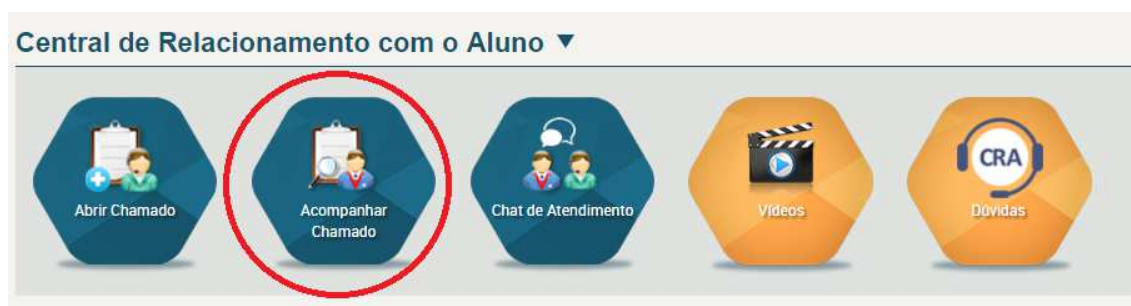 Central de Relacionamento com o Aluno ▼
Abrir Chamado
Acompanhar
Chamado
Chat de Atendimento
Vídeos
CRA
Dúvidas